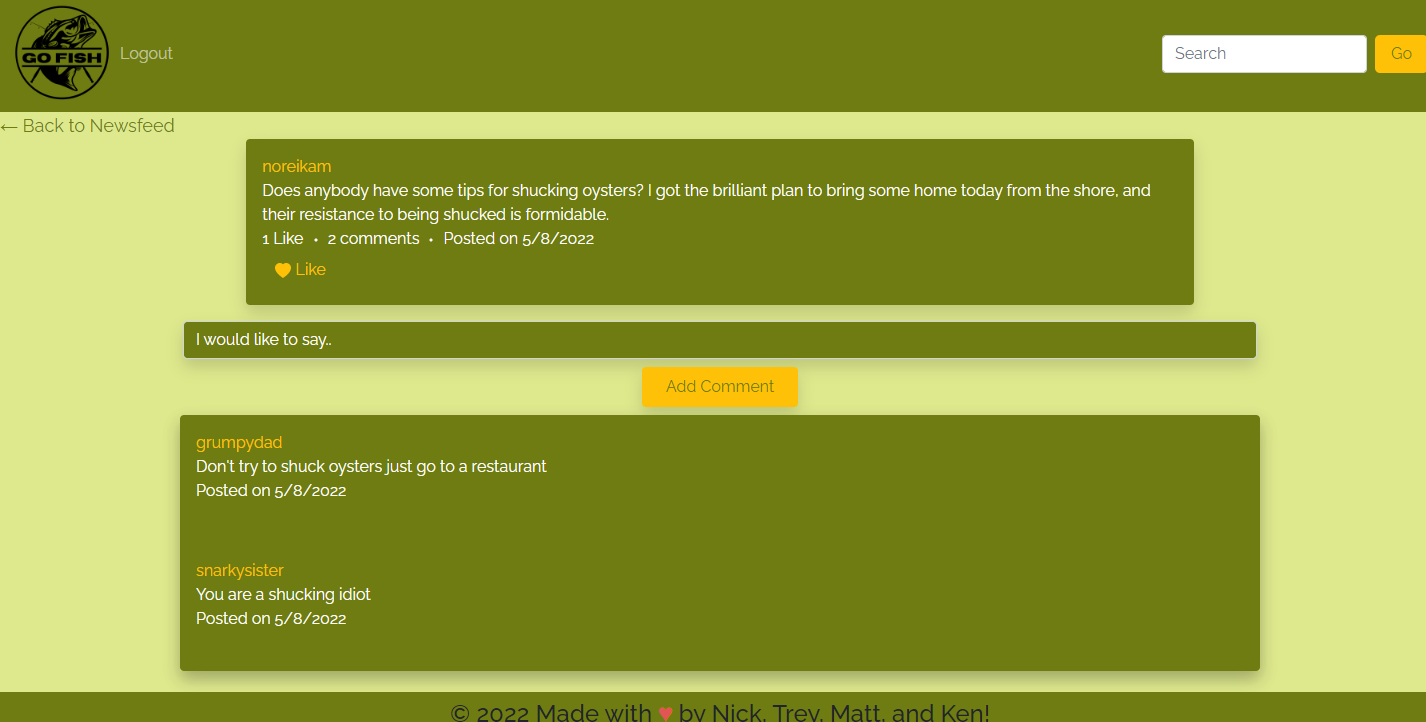 GO FISH
Logout
Search
Go
← Back to Newsfeed
noreikam
Does anybody have some tips for shucking oysters? I got the brilliant plan to bring some home today from the shore, and
their resistance to being shucked is formidable.
1 Like • 2 comments • Posted on 5/8/2022
Like
I would like to say..
Add Comment
grumpydad
Don't try to shuck oysters just go to a restaurant
Posted on 5/8/2022
snarkysister
You are a shucking idiot
Posted on 5/8/2022
© 2022 Made with ♥ by Nick, Trev, Matt, and Ken!